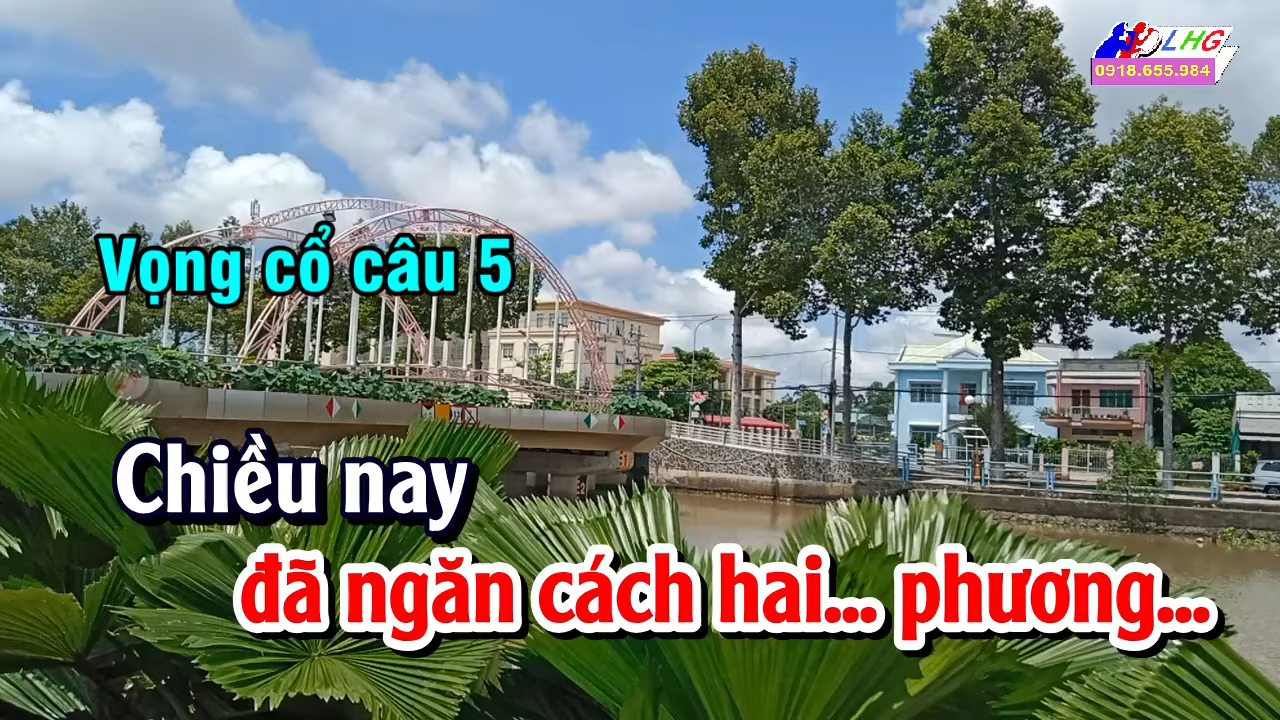 LHG
0918.655.984
Vọng cổ câu 5
Chiều nay
đã ngăn cách hai... phương...